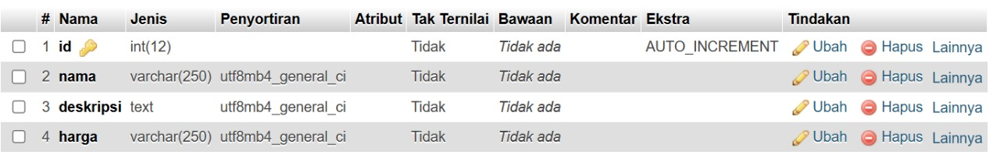 # Nama Jenis Penyortiran Atribut Tak Ternilai Bawaan Komentar Ekstra Tindakan
1 id int(12) Tidak Tidak ada AUTO_INCREMENT Ubah Hapus Lainnya
2 nama varchar(250) utf8mb4_general_ci Tidak Tidak ada Ubah Hapus Lainnya
3 deskripsi text utf8mb4_general_ci Tidak Tidak ada Ubah Hapus Lainnya
4 harga varchar(250) utf8mb4_general_ci Tidak Tidak ada Ubah Hapus Lainnya